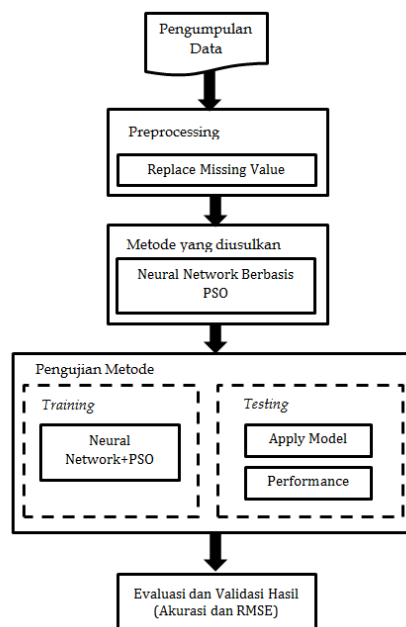 Pengumpulan
Data
Preprocessing
Replace Missing Value
Metode yang diusulkan
Neural Network Berbasis
PSO
Pengujian Metode
Training
Neural
Network+PSO
Testing
Apply Model
Performance
Evaluasi dan Validasi Hasil
(Akurasi dan RMSE)